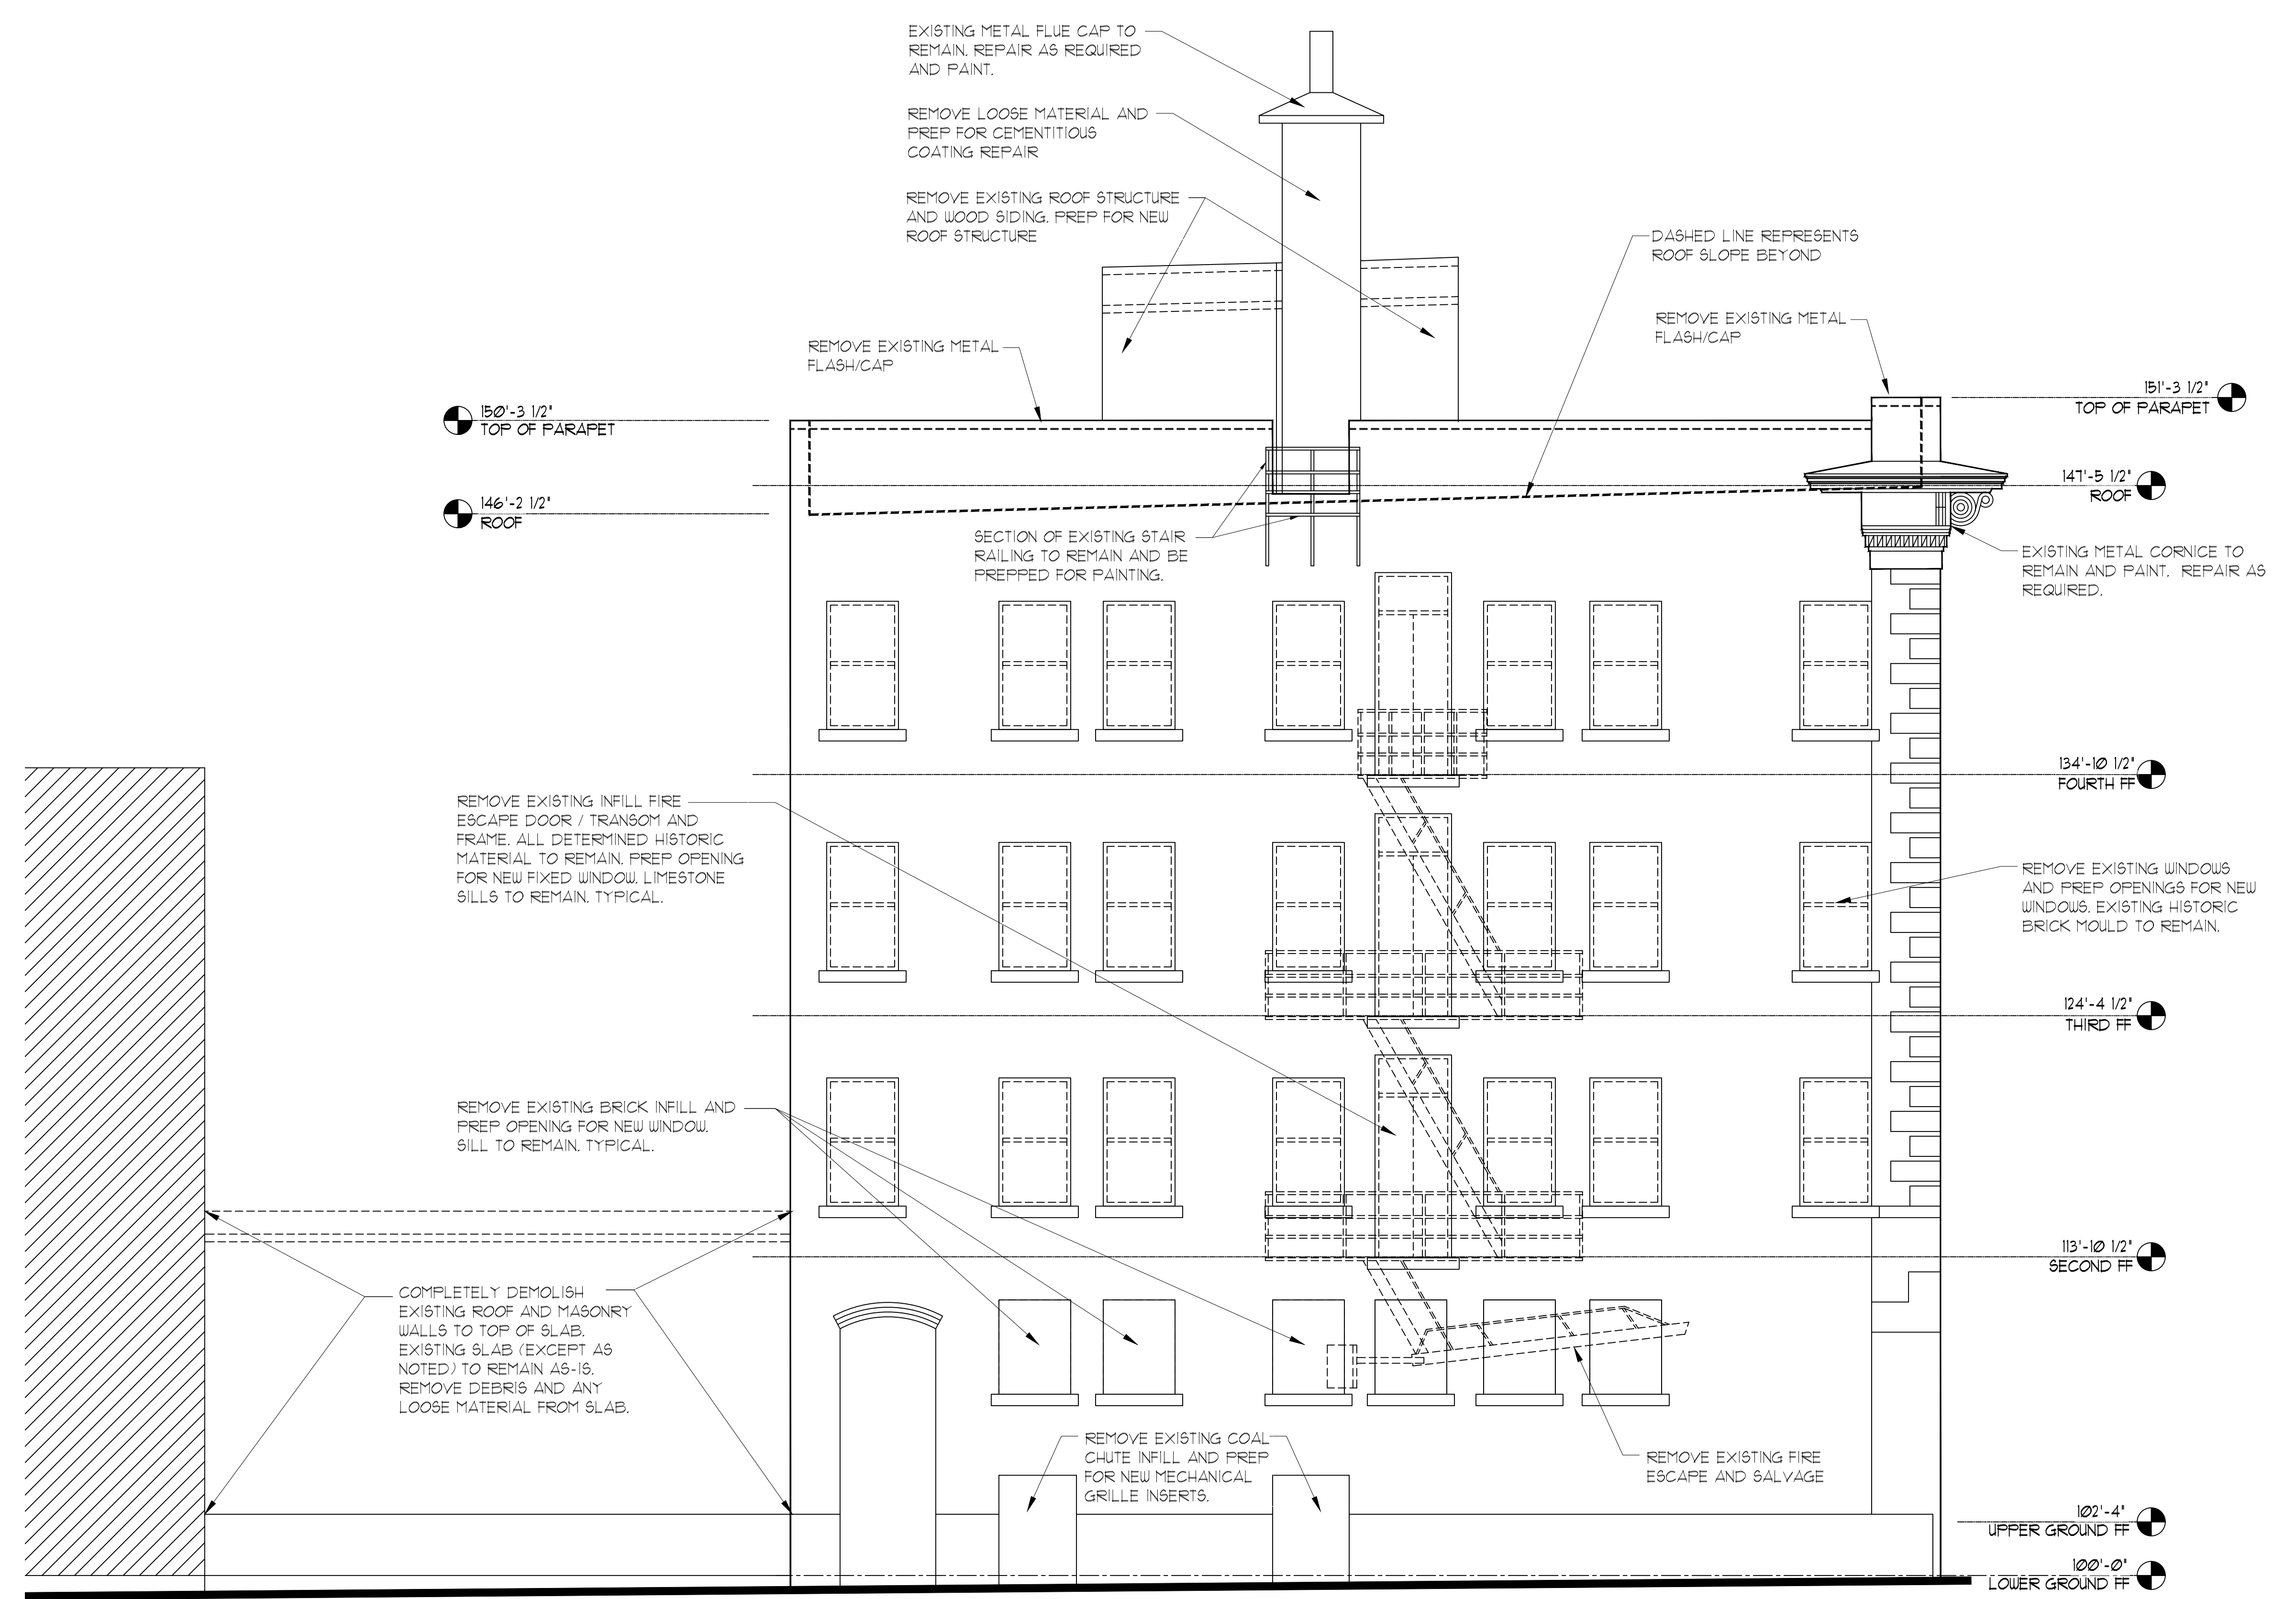 EXISTING METAL FLUE CAP TO
REMAIN. REPAIR AS REQUIRED
AND PAINT.
REMOVE LOOSE MATERIAL AND
PREP FOR CEMENTITIOUS
COATING REPAIR
REMOVE EXISTING ROOF STRUCTURE
AND WOOD SIDING. PREP FOR NEW
ROOF STRUCTURE
DASHED LINE REPRESENTS
ROOF SLOPE BEYOND
REMOVE EXISTING METAL
FLASH/CAP
REMOVE EXISTING METAL
FLASH/CAP
150'-3 1/2"
TOP OF PARAPET
151'-3 1/2"
TOP OF PARAPET
146'-2 1/2"
ROOF
147'-5 1/2"
ROOF
SECTION OF EXISTING STAIR
RAILING TO REMAIN AND BE
PREPPED FOR PAINTING.
EXISTING METAL CORNICE TO
REMAIN AND PAINT. REPAIR AS
REQUIRED.
134'-10 1/2"
FOURTH FF
REMOVE EXISTING INFILL FIRE
ESCAPE DOOR / TRANSOM AND
FRAME. ALL DETERMINED HISTORIC
MATERIAL TO REMAIN. PREP OPENING
FOR NEW FIXED WINDOW. LIMESTONE
SILLS TO REMAIN. TYPICAL.
REMOVE EXISTING WINDOWS
AND PREP OPENINGS FOR NEW
WINDOWS. EXISTING HISTORIC
BRICK MOULD TO REMAIN.
124'-4 1/2"
THIRD FF
REMOVE EXISTING BRICK INFILL AND
PREP OPENING FOR NEW WINDOW.
SILL TO REMAIN. TYPICAL.
113'-10 1/2"
SECOND FF
COMPLETELY DEMOLISH
EXISTING ROOF AND MASONRY
WALLS TO TOP OF SLAB.
EXISTING SLAB (EXCEPT AS
NOTED) TO REMAIN AS-IS.
REMOVE DEBRIS AND ANY
LOOSE MATERIAL FROM SLAB.
REMOVE EXISTING COAL
CHUTE INFILL AND PREP
FOR NEW MECHANICAL
GRILLE INSERTS.
REMOVE EXISTING FIRE
ESCAPE AND SALVAGE
102'-4"
UPPER GROUND FF
100'-0"
LOWER GROUND FF